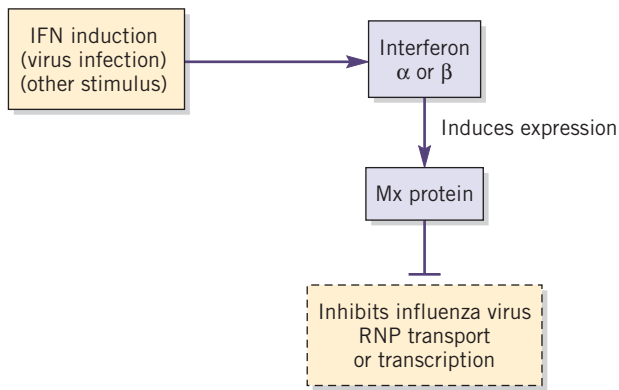 IFN induction
(virus infection)
(other stimulus)
Interferon
α or β
Induces expression
Mx protein
Inhibits influenza virus
RNP transport
or transcription